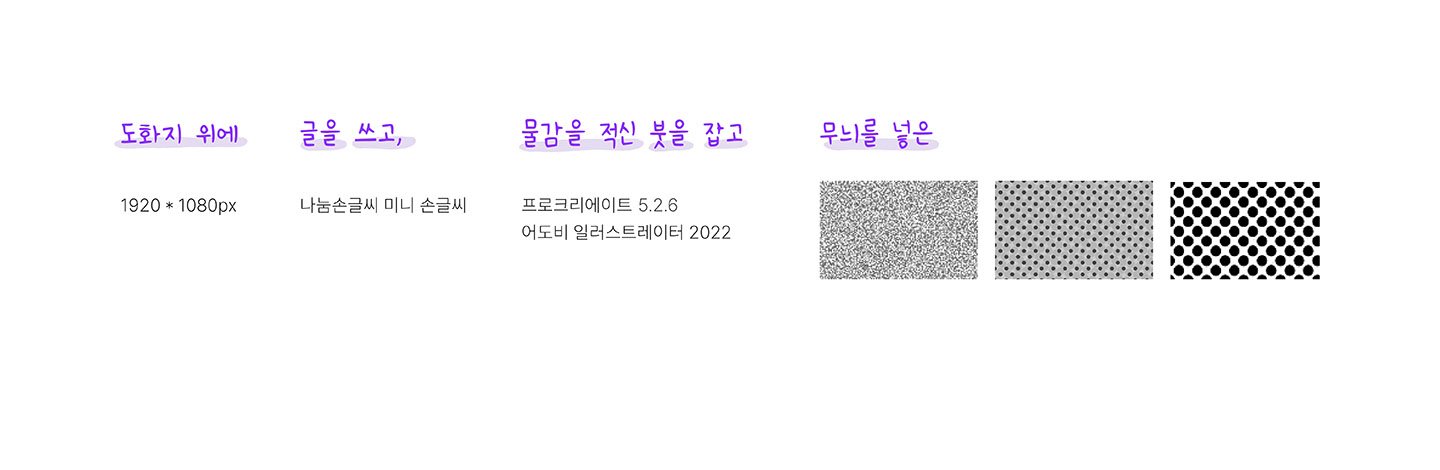 도화지 위에
1920 * 1080px
글을 쓰고,
나눔손글씨 미니 손글씨
물감을 적신 붓을 잡고
프로크리에이트 5.2.6
어도비 일러스트레이터 2022
무늬를 넣은